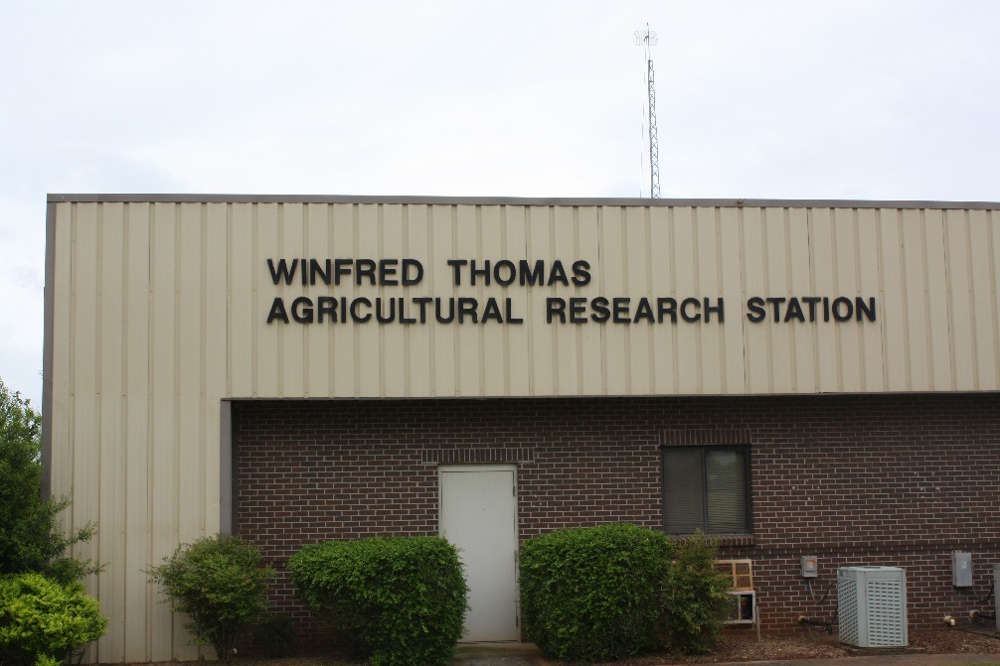 WINFRED THOMAS
AGRICULTURAL RESEARCH STATION